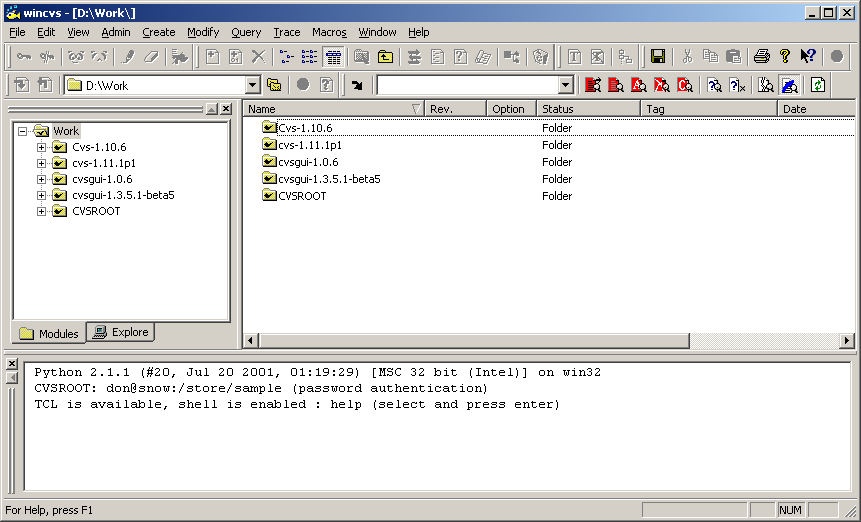 wincvs - [D:\Work\]
File Edit View Admin Create Modify Query Trace Macros Window Help
D:\Work
Work
Cvs-1.10.6
cvs-1.11.1p1
cvsgui-1.0.6
cvsgui-1.3.5.1-beta5
CVSROOT
Modules Explore
Name Rev. Option Status Tag Date
Cvs-1.10.6 Folder
cvs-1.11.1p1 Folder
cvsgui-1.0.6 Folder
cvsgui-1.3.5.1-beta5 Folder
CVSROOT Folder
Python 2.1.1 (#20, Jul 20 2001, 01:19:29) [MSC 32 bit (Intel)] on win32
CVSROOT: don@snow:/store/sample (password authentication)
TCL is available, shell is enabled : help (select and press enter)
For Help, press F1 NUM